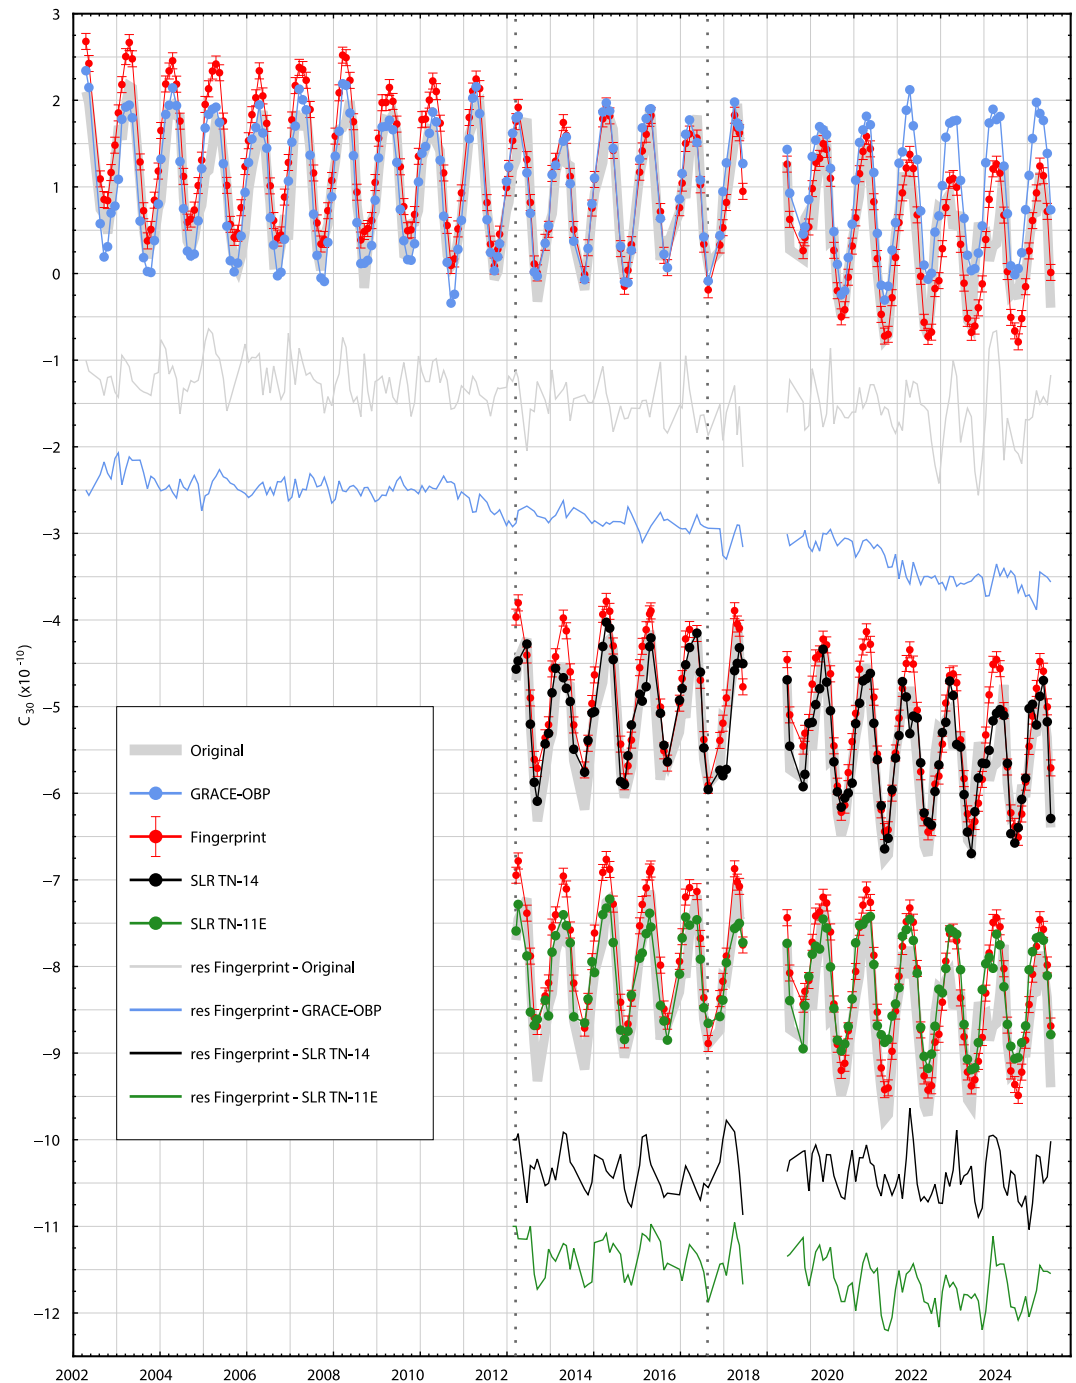 3
2
1
0
−1
−2
−3
−4
−5
−6
−7
−8
−9
−10
−11
−12
C₃₀ (x10⁻¹⁰)
Original
GRACE-OBP
Fingerprint
SLR TN-14
SLR TN-11E
res Fingerprint - Original
res Fingerprint - GRACE-OBP
res Fingerprint - SLR TN-14
res Fingerprint - SLR TN-11E
2002 2004 2006 2008 2010 2012 2014 2016 2018 2020 2022 2024